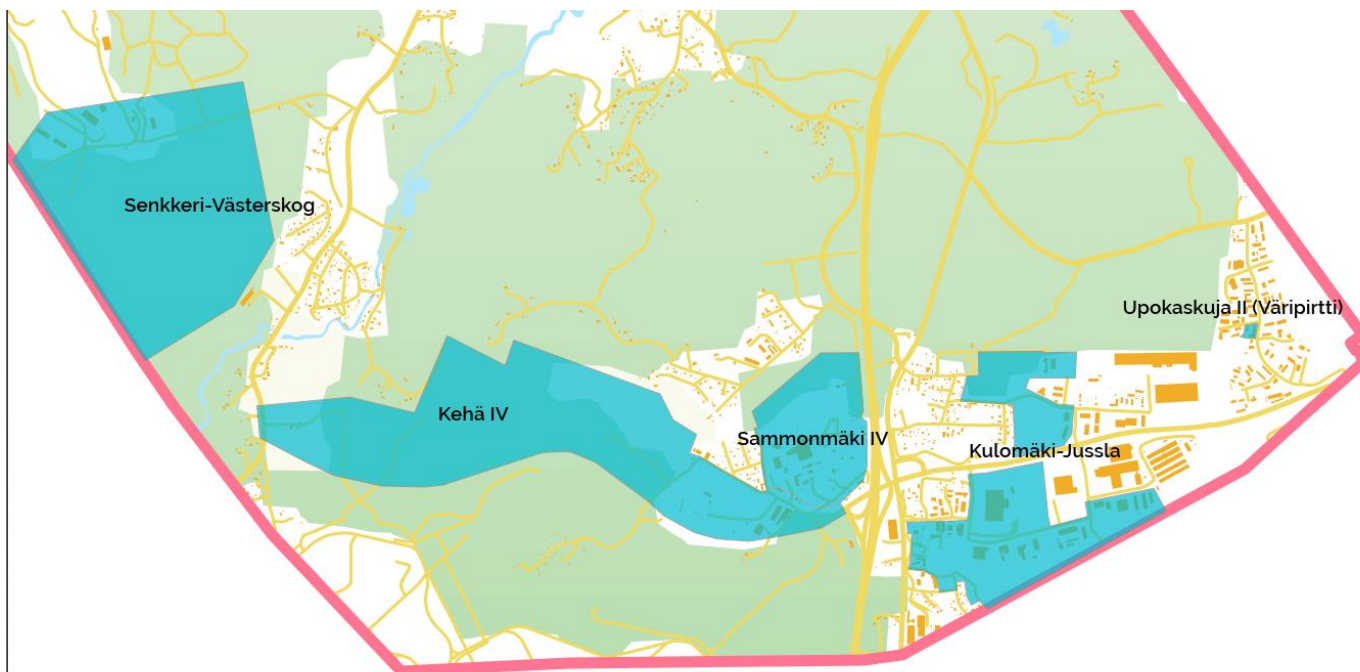 Senkkeri-Västerskog
Upokaskuja II (Väripirtti)
Kehä IV
Sammonmäki IV
Kulomäki-Jussla